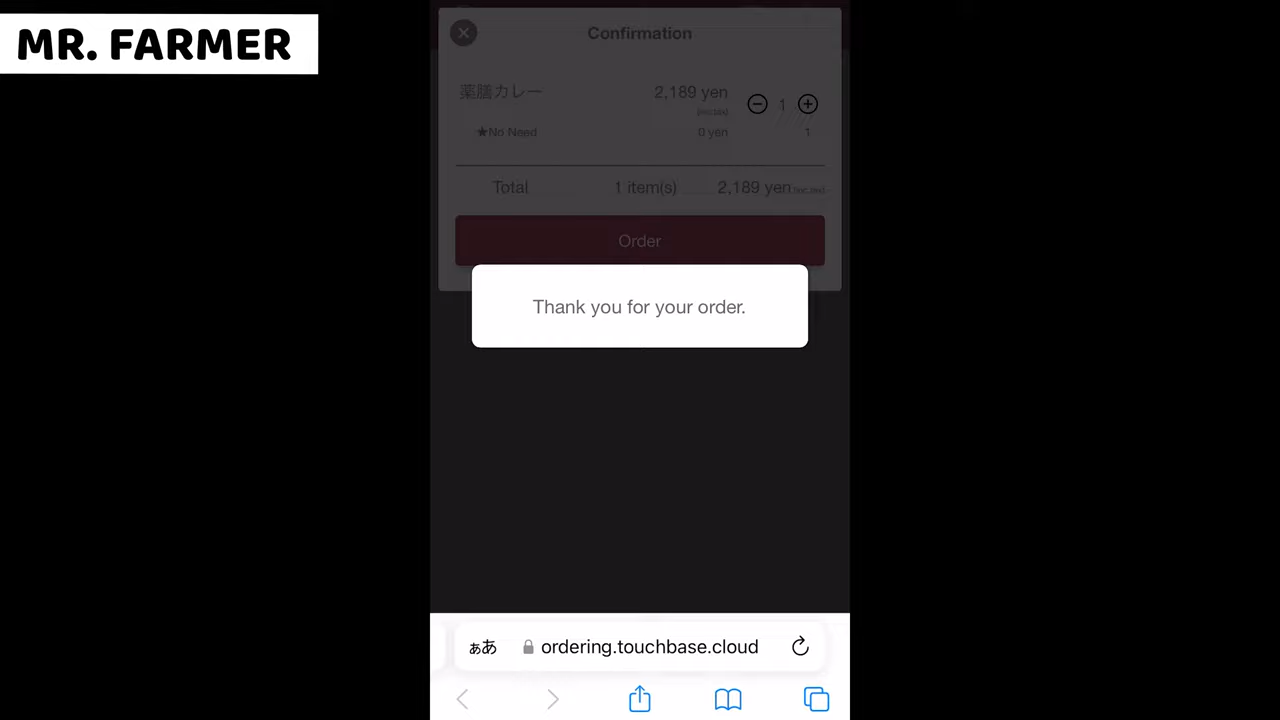 MR. FARMER
Confirmation
薬膳カレー 2,189 yen 1
(inc.tax)
★No Need 0 yen 1
Total 1 item(s) 2,189 yen (inc.tax)
Order
Thank you for your order.
ぁあ ordering.touchbase.cloud